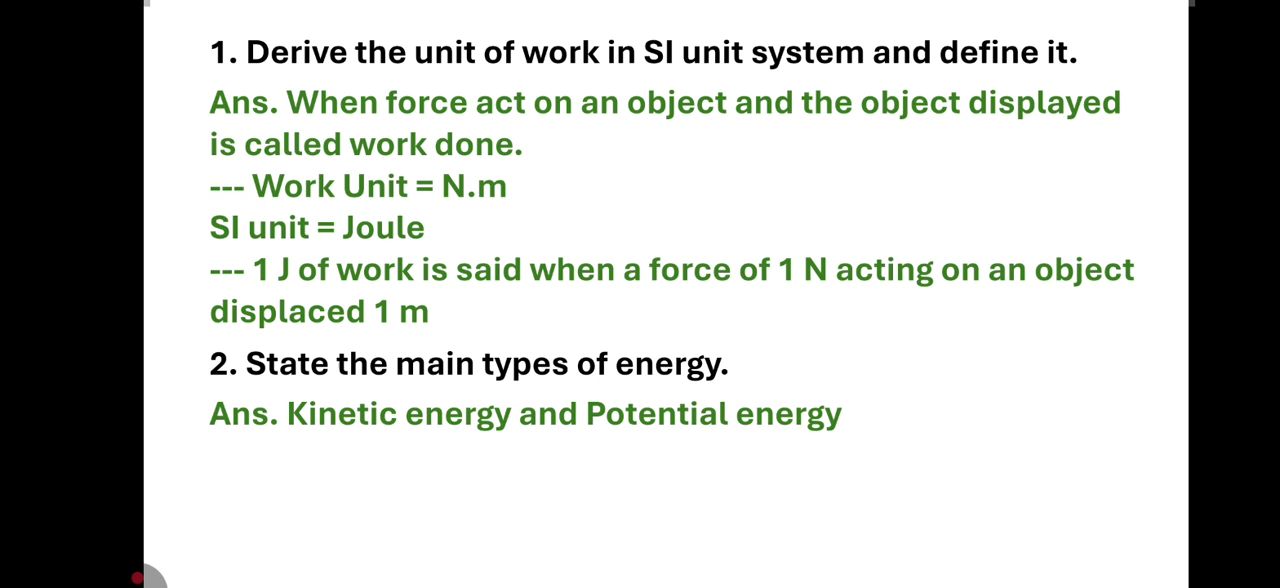 1. Derive the unit of work in SI unit system and define it.
Ans. When force act on an object and the object displayed
is called work done.
--- Work Unit = N.m
SI unit = Joule
--- 1 J of work is said when a force of 1 N acting on an object
displaced 1 m
2. State the main types of energy.
Ans. Kinetic energy and Potential energy